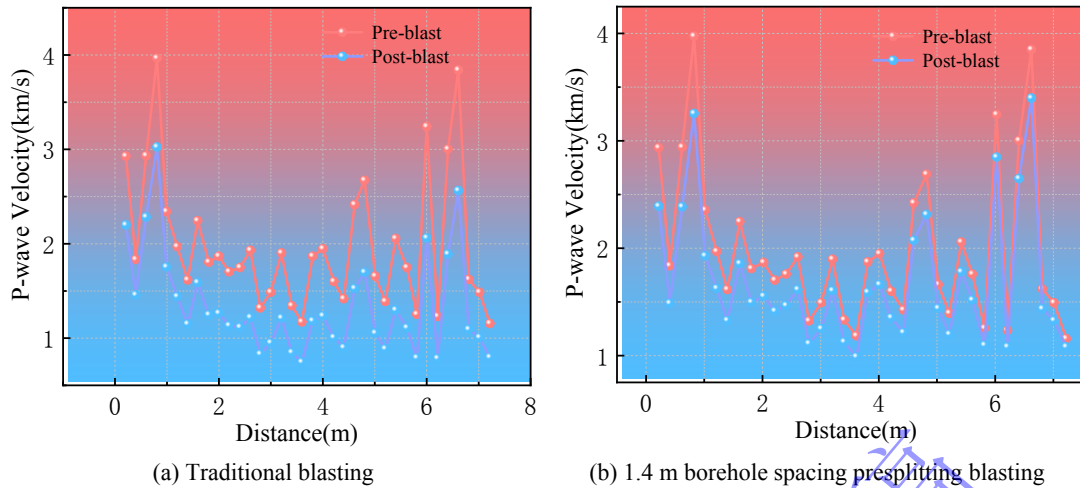 Pre-blast
Post-blast
P-wave Velocity(km/s)
4
3
2
1
0
2
4
6
8
Distance(m)
(a) Traditional blasting
Pre-blast
Post-blast
P-wave Velocity(km/s)
4
3
2
1
0
2
4
6
Distance(m)
(b) 1.4 m borehole spacing presplitting blasting